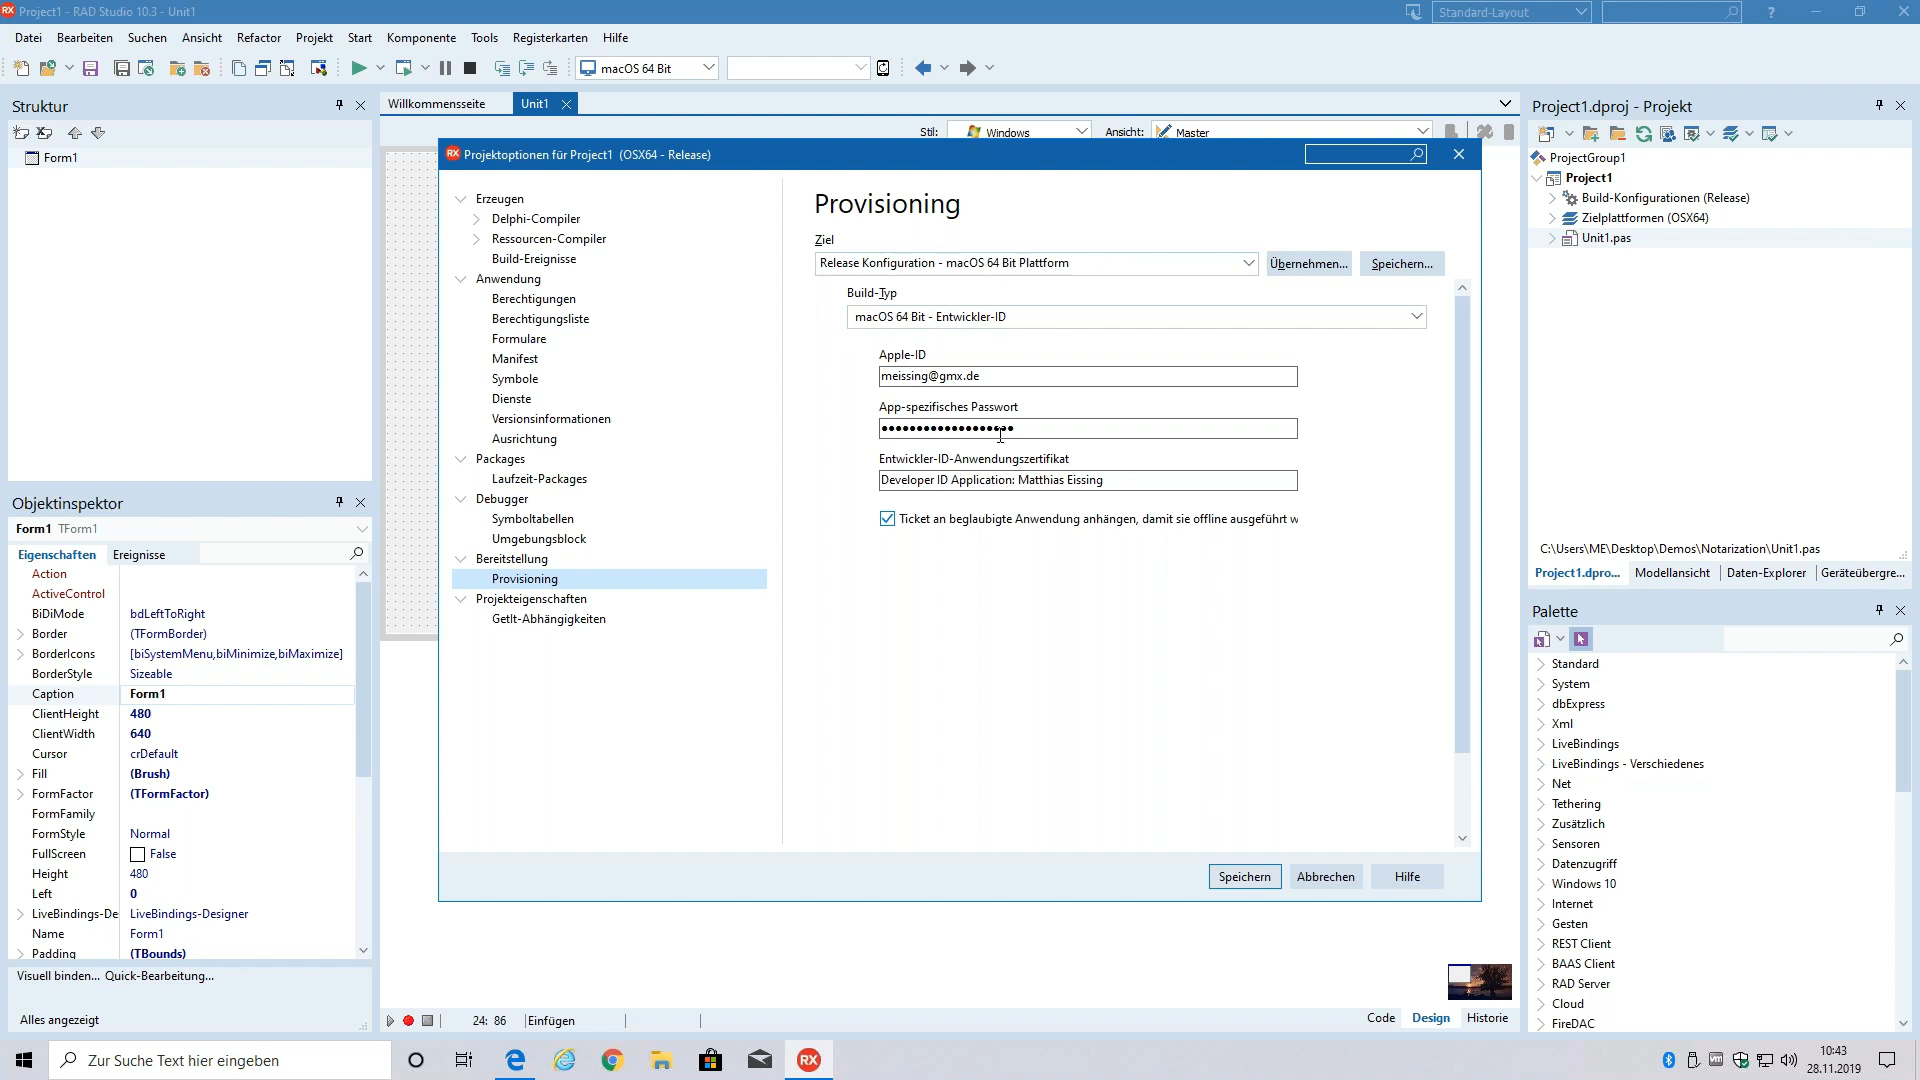 Project1 - RAD Studio 10.3 - Unit1
Standard-Layout
Datei Bearbeiten Suchen Ansicht Refactor Projekt Start Komponente Tools Registerkarten Hilfe
macOS 64 Bit
Struktur
Form1
Willkommensseite Unit1
Stil: Windows Ansicht: Master
Projektoptionen für Project1 (OSX64 - Release)
Erzeugen
Delphi-Compiler
Ressourcen-Compiler
Build-Ereignisse
Anwendung
Berechtigungen
Berechtigungsliste
Formulare
Manifest
Symbole
Dienste
Versionsinformationen
Ausrichtung
Packages
Laufzeit-Packages
Debugger
Symboltabellen
Umgebungsblock
Bereitstellung
Provisioning
Projekteigenschaften
GetIt-Abhängigkeiten
Provisioning
Ziel
Release Konfiguration - macOS 64 Bit Plattform
Übernehmen... Speichern...
Build-Typ
macOS 64 Bit - Entwickler-ID
Apple-ID
meissing@gmx.de
App-spezifisches Passwort
●●●●●●●●●●●●●●●●●●●
Entwickler-ID-Anwendungszertifikat
Developer ID Application: Matthias Eissing
Ticket an beglaubigte Anwendung anhängen, damit sie offline ausgeführt w
Speichern Abbrechen Hilfe
Objektinspektor
Form1 TForm1
Eigenschaften Ereignisse
Action
ActiveControl
BiDiMode bdLeftToRight
Border (TFormBorder)
BorderIcons [biSystemMenu,biMinimize,biMaximize]
BorderStyle Sizeable
Caption Form1
ClientHeight 480
ClientWidth 640
Cursor crDefault
Fill (Brush)
FormFactor (TFormFactor)
FormFamily
FormStyle Normal
FullScreen False
Height 480
Left 0
LiveBindings-De LiveBindings-Designer
Name Form1
Padding (TBounds)
Visuell binden... Quick-Bearbeitung...
Alles angezeigt
24: 86 Einfügen
Code Design Historie
Project1.dproj - Projekt
ProjectGroup1
Project1
Build-Konfigurationen (Release)
Zielplattformen (OSX64)
Unit1.pas
C:\Users\ME\Desktop\Demos\Notarization\Unit1.pas
Project1.dpro... Modellansicht Daten-Explorer Geräteübergre...
Palette
Standard
System
dbExpress
Xml
LiveBindings
LiveBindings - Verschiedenes
Net
Tethering
Zusätzlich
Sensoren
Datenzugriff
Windows 10
Internet
Gesten
REST Client
BAAS Client
RAD Server
Cloud
FireDAC
Zur Suche Text hier eingeben
RX
10:43
28.11.2019